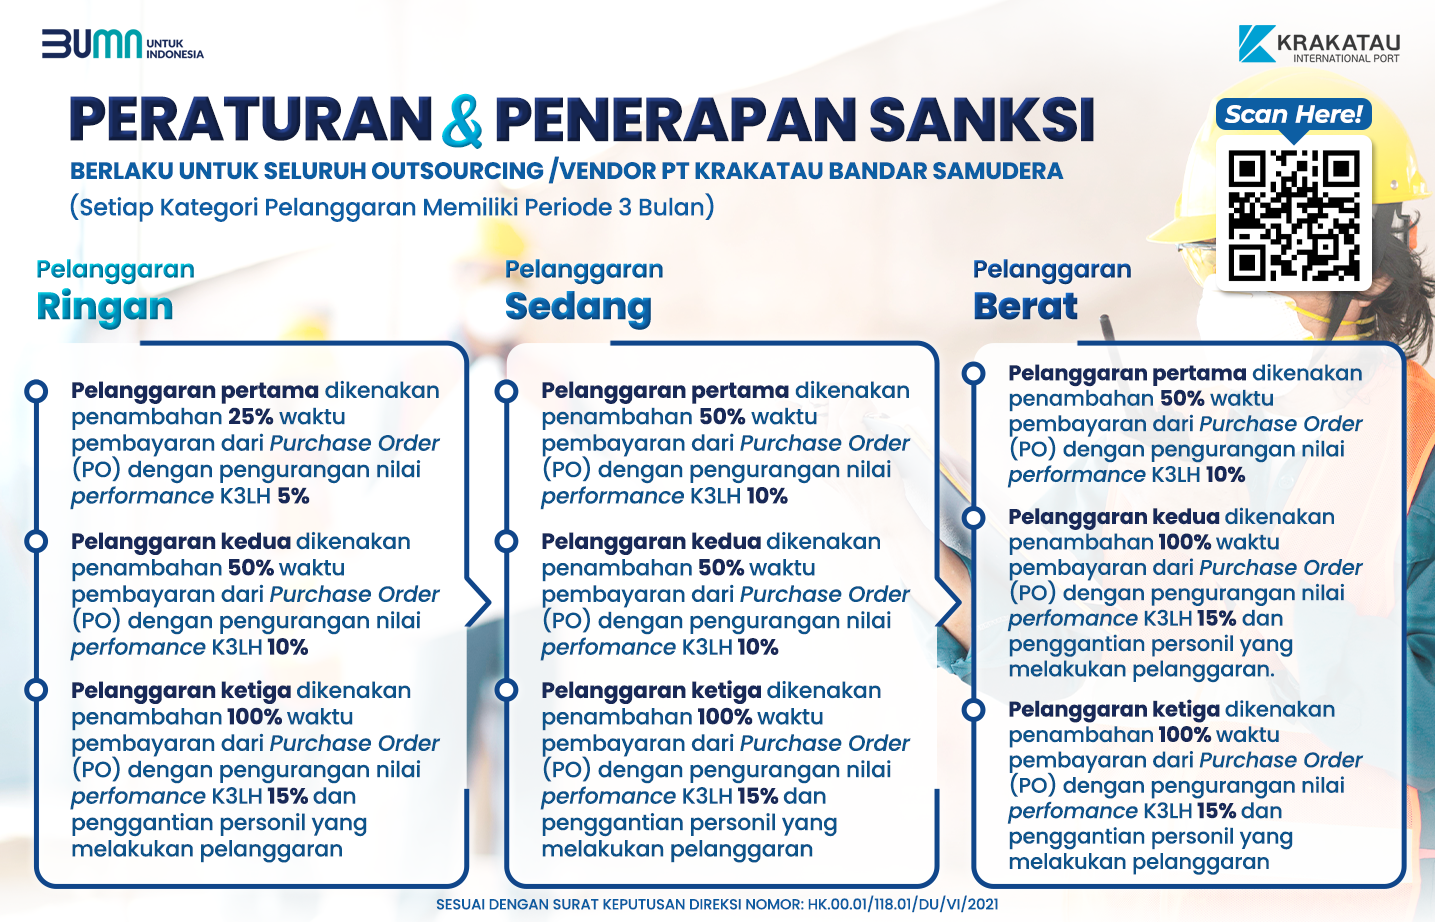 BUMN UNTUK
INDONESIA
KRAKATAU
INTERNATIONAL PORT
PERATURAN & PENERAPAN SANKSI
Scan Here!
BERLAKU UNTUK SELURUH OUTSOURCING /VENDOR PT KRAKATAU BANDAR SAMUDERA
(Setiap Kategori Pelanggaran Memiliki Periode 3 Bulan)
Pelanggaran
Ringan
Pelanggaran pertama dikenakan
penambahan 25% waktu
pembayaran dari Purchase Order
(PO) dengan pengurangan nilai
performance K3LH 5%
Pelanggaran kedua dikenakan
penambahan 50% waktu
pembayaran dari Purchase Order
(PO) dengan pengurangan nilai
perfomance K3LH 10%
Pelanggaran ketiga dikenakan
penambahan 100% waktu
pembayaran dari Purchase Order
(PO) dengan pengurangan nilai
perfomance K3LH 15% dan
penggantian personil yang
melakukan pelanggaran
Pelanggaran
Sedang
Pelanggaran pertama dikenakan
penambahan 50% waktu
pembayaran dari Purchase Order
(PO) dengan pengurangan nilai
performance K3LH 10%
Pelanggaran kedua dikenakan
penambahan 50% waktu
pembayaran dari Purchase Order
(PO) dengan pengurangan nilai
perfomance K3LH 10%
Pelanggaran ketiga dikenakan
penambahan 100% waktu
pembayaran dari Purchase Order
(PO) dengan pengurangan nilai
perfomance K3LH 15% dan
penggantian personil yang
melakukan pelanggaran
Pelanggaran
Berat
Pelanggaran pertama dikenakan
penambahan 50% waktu
pembayaran dari Purchase Order
(PO) dengan pengurangan nilai
performance K3LH 10%
Pelanggaran kedua dikenakan
penambahan 100% waktu
pembayaran dari Purchase Order
(PO) dengan pengurangan nilai
perfomance K3LH 15% dan
penggantian personil yang
melakukan pelanggaran.
Pelanggaran ketiga dikenakan
penambahan 100% waktu
pembayaran dari Purchase Order
(PO) dengan pengurangan nilai
perfomance K3LH 15% dan
penggantian personil yang
melakukan pelanggaran
SESUAI DENGAN SURAT KEPUTUSAN DIREKSI NOMOR: HK.00.01/118.01/DU/VI/2021